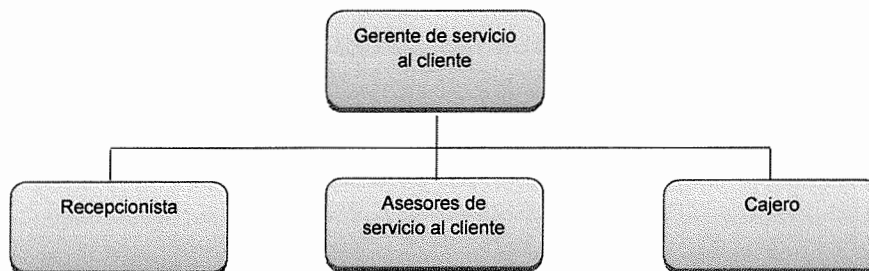 Gerente de servicio
al cliente
Recepcionista
Asesores de
servicio al cliente
Cajero